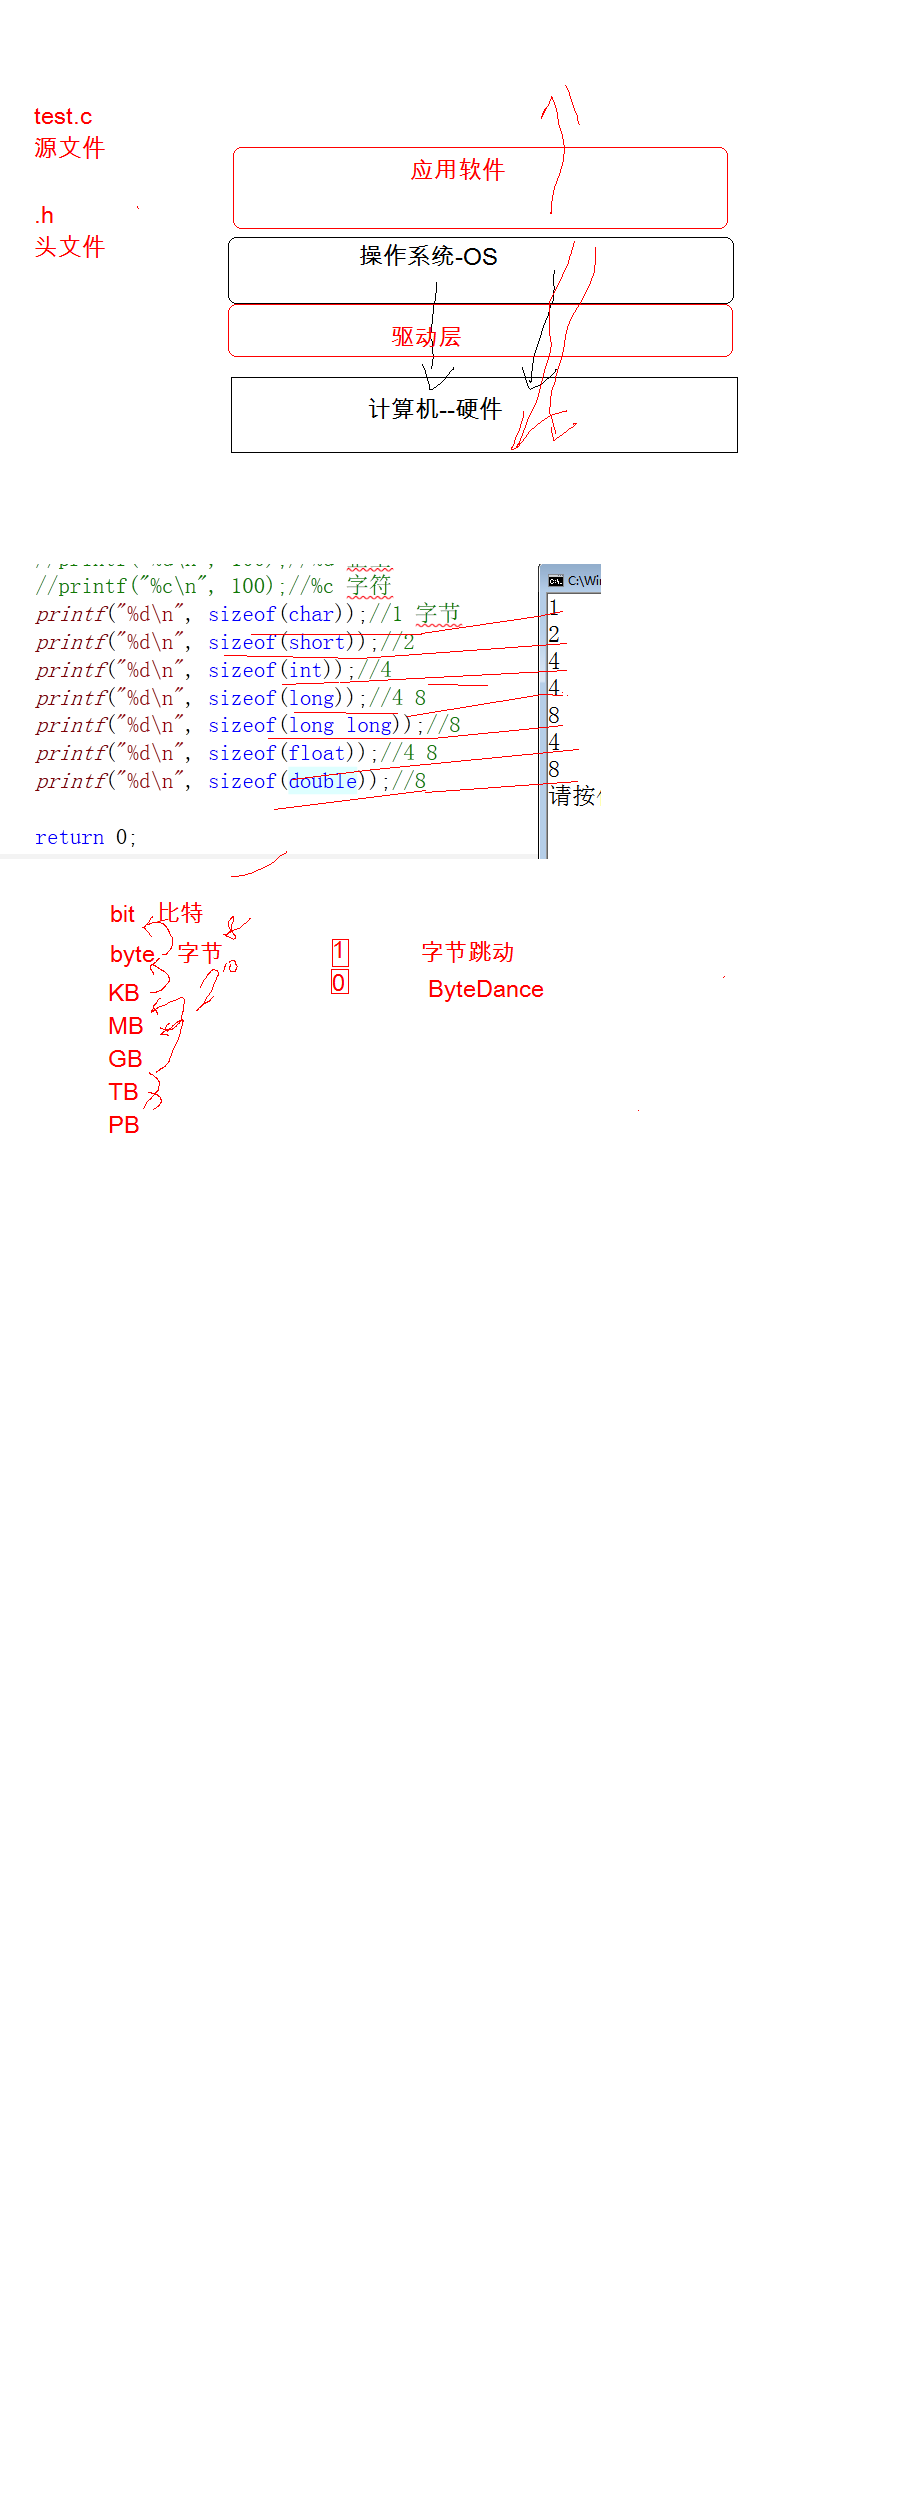 test.c
源文件
.h
头文件
应用软件
操作系统-OS
驱动层
计算机--硬件
//printf("%c\n", 100);//%c 字符
printf("%d\n", sizeof(char));//1 字节
printf("%d\n", sizeof(short));//2
printf("%d\n", sizeof(int));//4
printf("%d\n", sizeof(long));//4 8
printf("%d\n", sizeof(long long));//8
printf("%d\n", sizeof(float));//4 8
printf("%d\n", sizeof(double));//8
return 0;
C:\Wi
1
2
4
4
8
4
8
请按
bit 比特
8
byte - 字节
10
KB
MB
GB
TB
PB
1
0
字节跳动
ByteDance